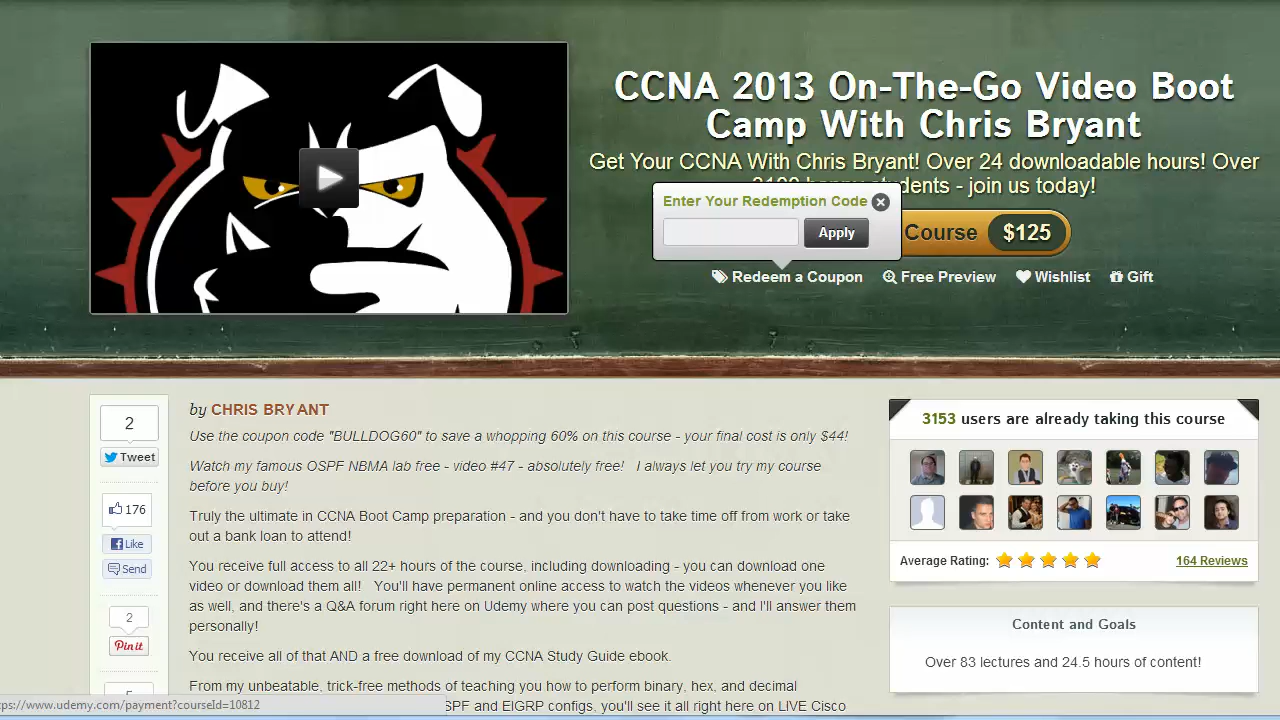 CCNA 2013 On-The-Go Video Boot
Camp With Chris Bryant
Get Your CCNA With Chris Bryant! Over 24 downloadable hours! Over
students - join us today!
Enter Your Redemption Code
Apply
Course $125
Redeem a Coupon Free Preview Wishlist Gift
2
Tweet
176
Like
Send
2
Pin it
5
by CHRIS BRYANT
Use the coupon code "BULLDOG60" to save a whopping 60% on this course - your final cost is only $44!
Watch my famous OSPF NBMA lab free - video #47 - absolutely free! I always let you try my course
before you buy!
Truly the ultimate in CCNA Boot Camp preparation - and you don't have to take time off from work or take
out a bank loan to attend!
You receive full access to all 22+ hours of the course, including downloading - you can download one
video or download them all! You'll have permanent online access to watch the videos whenever you like
as well, and there's a Q&A forum right here on Udemy where you can post questions - and I'll answer them
personally!
You receive all of that AND a free download of my CCNA Study Guide ebook.
From my unbeatable, trick-free methods of teaching you how to perform binary, hex, and decimal
SPF and EIGRP configs, you'll see it all right here on LIVE Cisco
3153 users are already taking this course
Average Rating: 164 Reviews
Content and Goals
Over 83 lectures and 24.5 hours of content!
ps://www.udemy.com/payment?courseId=10812